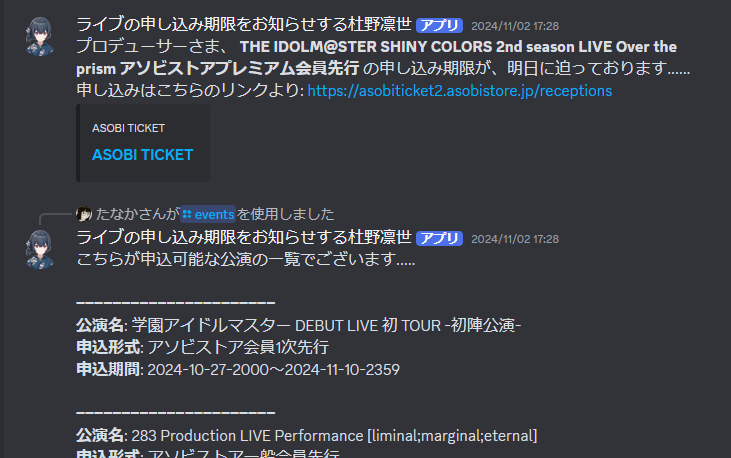 ライブの申し込み期限をお知らせする杜野凛世 アプリ 2024/11/02 17:28
プロデューサーさま、 THE IDOLM@STER SHINY COLORS 2nd season LIVE Over the
prism アソビストアプレミアム会員先行 の申し込み期限が、明日に迫っております......
申し込みはこちらのリンクより: https://asobiticket2.asobistore.jp/receptions
ASOBI TICKET
ASOBI TICKET
たなかさんが events を使用しました
ライブの申し込み期限をお知らせする杜野凛世 アプリ 2024/11/02 17:28
こちらが申込可能な公演の一覧でございます.....
----------------------
公演名: 学園アイドルマスター DEBUT LIVE 初 TOUR -初陣公演-
申込形式: アソビストア会員1次先行
申込期間: 2024-10-27-2000～2024-11-10-2359
----------------------
公演名: 283 Production LIVE Performance [liminal;marginal;eternal]
申込形式: アソビストア一般会員先行